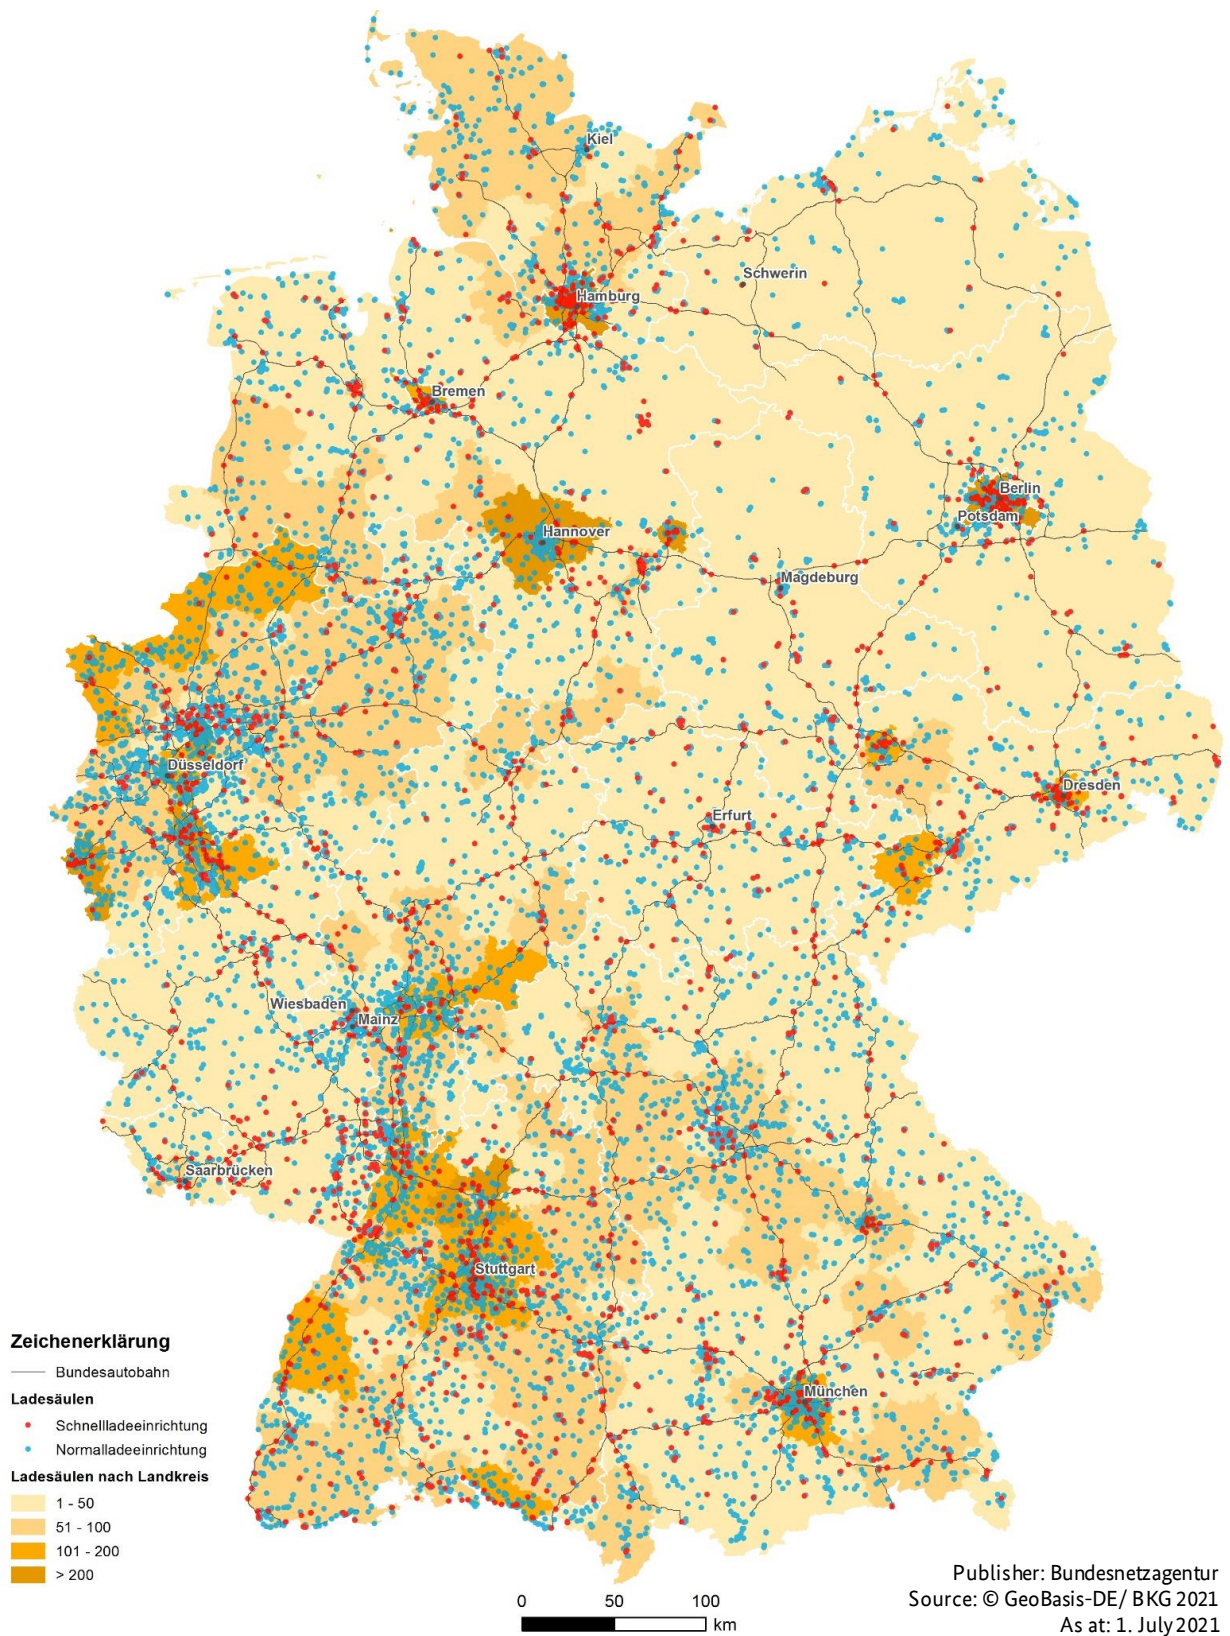 Kiel
Schwerin
Hamburg
Bremen
Berlin
Potsdam
Hannover
Magdeburg
Düsseldorf
Dresden
Erfurt
Wiesbaden
Mainz
Saarbrücken
Stuttgart
München
Zeichenerklärung
Bundesautobahn
Ladesäulen
Schnellladeeinrichtung
Normalladeeinrichtung
Ladesäulen nach Landkreis
1 - 50
51 - 100
101 - 200
> 200
0 50 100
km
Publisher: Bundesnetzagentur
Source: © GeoBasis-DE/ BKG 2021
As at: 1. July 2021